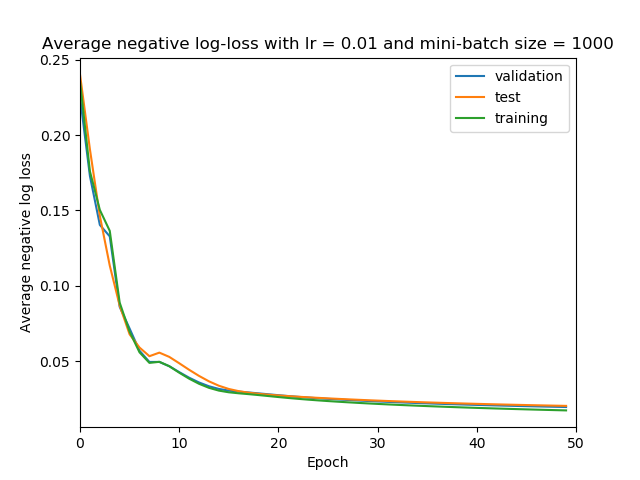 Average negative log-loss with lr = 0.01 and mini-batch size = 1000
0.25
0.20
0.15
0.10
0.05
Average negative log loss
validation
test
training
0 10 20 30 40 50
Epoch